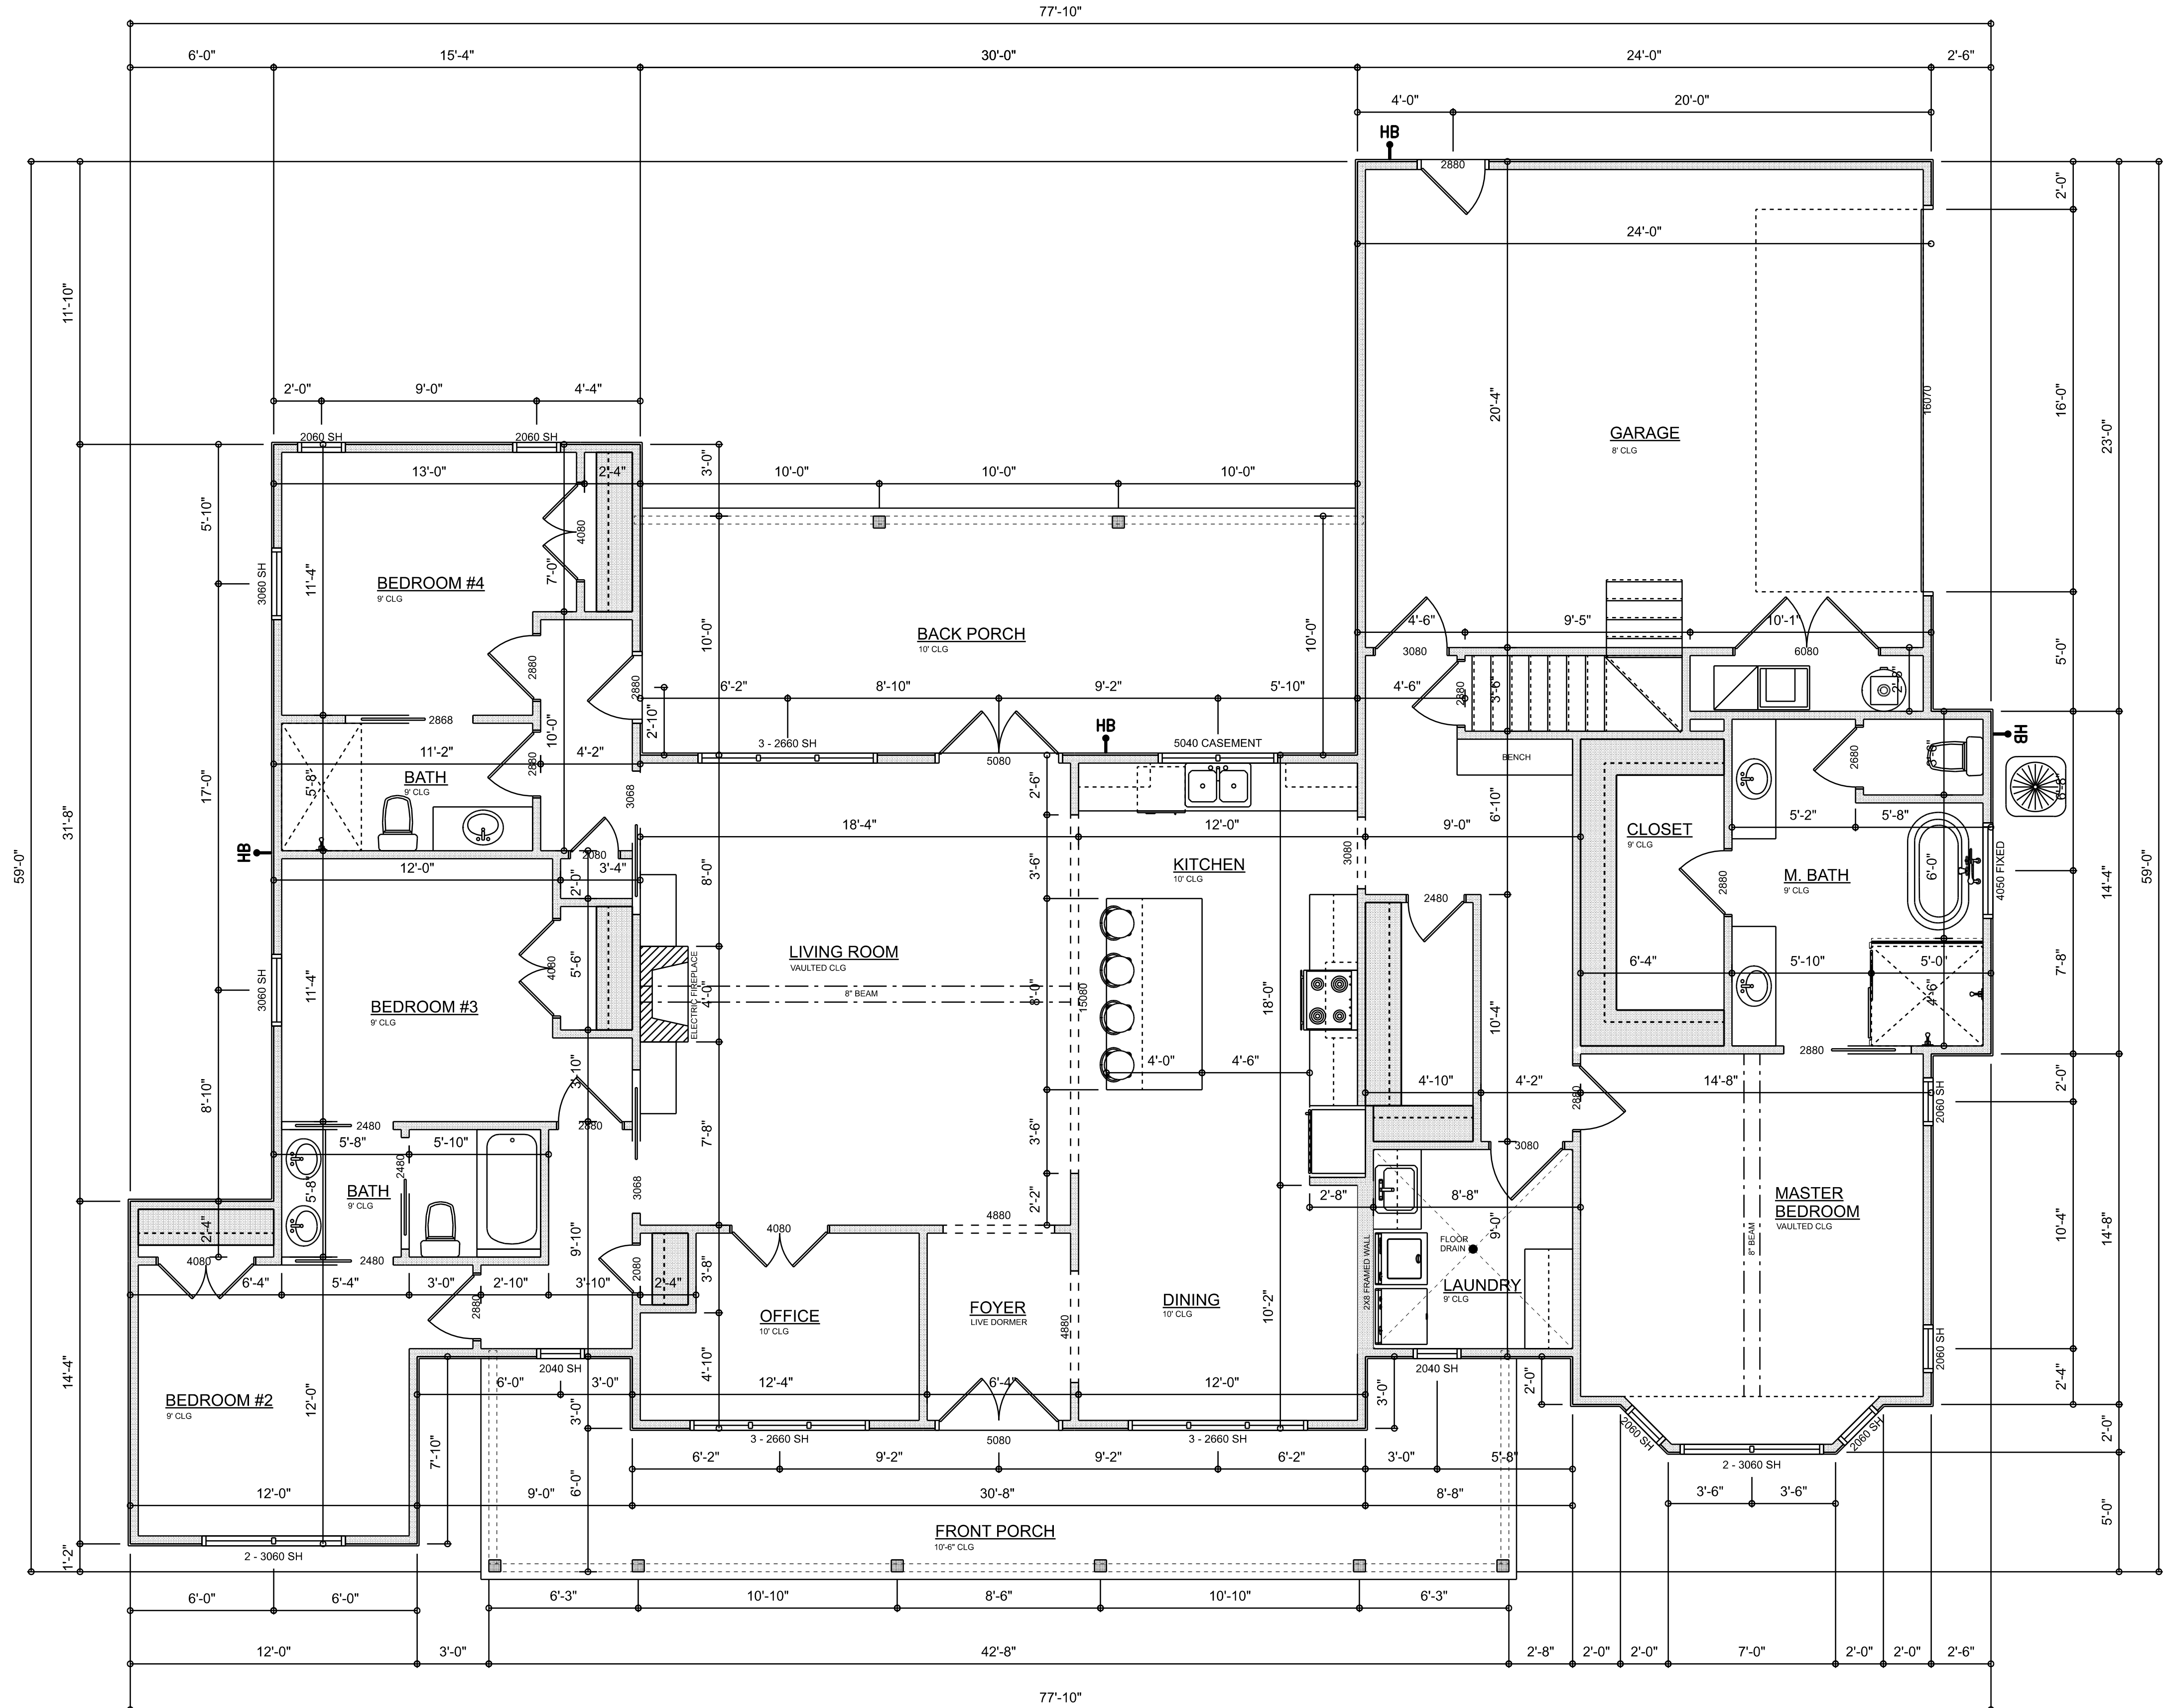 77'-10"
6'-0" 15'-4" 30'-0" 24'-0" 2'-6"
4'-0" 20'-0"
HB
2880
2'-0"
24'-0"
11'-10"
16'-0"
16070
23'-0"
20'-4"
GARAGE
8' CLG
2'-0" 9'-0" 4'-4"
2060 SH 2060 SH
13'-0" 2'-4"
3'-0"
10'-0" 10'-0" 10'-0"
5'-10"
4080
7'-0"
11'-4"
3060 SH
BEDROOM #4
9' CLG
10'-0"
BACK PORCH
10' CLG
10'-0"
4'-6" 9'-5" 10'-1"
3080 6080
5'-0"
2880
2880
2880
3'-6"
2'-8"
6'-2" 8'-10" 9'-2" 5'-10" 4'-6"
2868
10'-0"
2'-10"
HB
HB
3 - 2660 SH
5080
5040 CASEMENT
BENCH
11'-2" 4'-2"
2880
BATH
9' CLG
5'-8"
3068
17'-0"
31'-8"
59'-0"
2'-6"
6'-10"
2680
6'-8"
18'-4" 12'-0" 9'-0"
5'-2" 5'-8"
CLOSET
9' CLG
HB
2080
12'-0" 3'-4"
2'-0"
8'-0"
3'-6"
KITCHEN
10' CLG
3080
2880
M. BATH
9' CLG
6'-0"
4050 FIXED
14'-4"
59'-0"
2480
LIVING ROOM
VAULTED CLG
8" BEAM
ELECTRIC FIREPLACE
4'-0"
8'-0"
15080
18'-0"
4080
5'-6"
11'-4"
3060 SH
BEDROOM #3
9' CLG
6'-4" 5'-10" 5'-0"
4'-6"
7'-8"
10'-4"
4'-0" 4'-6"
2880
8'-10"
3'-10"
4'-10" 4'-2" 14'-8"
2880
2'-0"
2060 SH
2480
2880
5'-8" 5'-10"
2480
7'-8"
3'-6"
3080
BATH
9' CLG
5'-8"
3068
2'-2"
2'-8" 8'-8"
MASTER
BEDROOM
VAULTED CLG
8" BEAM
2'-4"
4080
2480
9'-10"
4080
4880
FLOOR
DRAIN
9'-0"
10'-4"
14'-8"
6'-4" 5'-4" 3'-0" 2'-10" 3'-10" 2'-4"
2080
3'-8"
2880
OFFICE
10' CLG
FOYER
LIVE DORMER
4880
DINING
10' CLG
10'-2"
2X8 FRAMED WALL
LAUNDRY
9' CLG
2060 SH
14'-4"
4'-10"
2040 SH
2040 SH
6'-0" 3'-0" 12'-4" 6'-4" 12'-0"
3'-0"
3'-0"
2'-0"
2'-4"
BEDROOM #2
9' CLG
12'-0"
7'-10"
3 - 2660 SH
5080
3 - 2660 SH
2060 SH
2060 SH
2'-0"
6'-2" 9'-2" 9'-2" 6'-2" 3'-0" 5'-8"
2 - 3060 SH
6'-0"
12'-0" 9'-0" 30'-8" 8'-8"
3'-6" 3'-6"
5'-0"
FRONT PORCH
10'-6" CLG
1'-2"
2 - 3060 SH
6'-0" 6'-0"
6'-3" 10'-10" 8'-6" 10'-10" 6'-3"
12'-0" 3'-0" 42'-8" 2'-8" 2'-0" 2'-0" 7'-0" 2'-0" 2'-0" 2'-6"
77'-10"